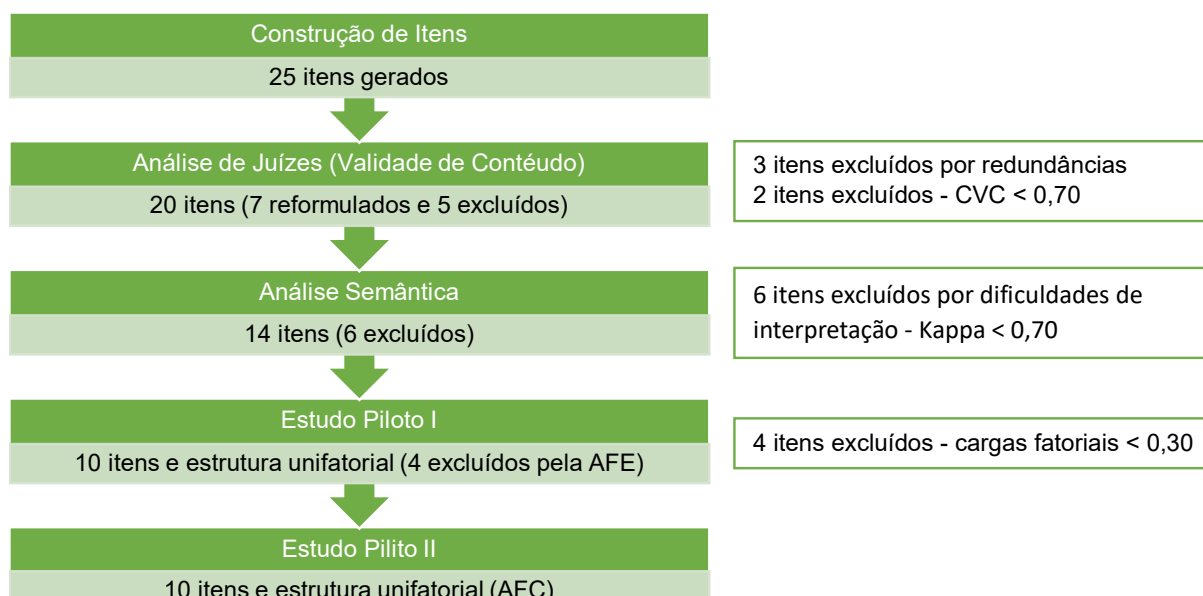 Construção de Itens
25 itens gerados
Análise de Juízes (Validade de Contéudo)
20 itens (7 reformulados e 5 excluídos)
3 itens excluídos por redundâncias
2 itens excluídos - CVC < 0,70
Análise Semântica
14 itens (6 excluídos)
6 itens excluídos por dificuldades de
interpretação - Kappa < 0,70
Estudo Piloto I
10 itens e estrutura unifatorial (4 excluídos pela AFE)
4 itens excluídos - cargas fatoriais < 0,30
Estudo Pilito II
10 itens e estrutura unifatorial (AFC)